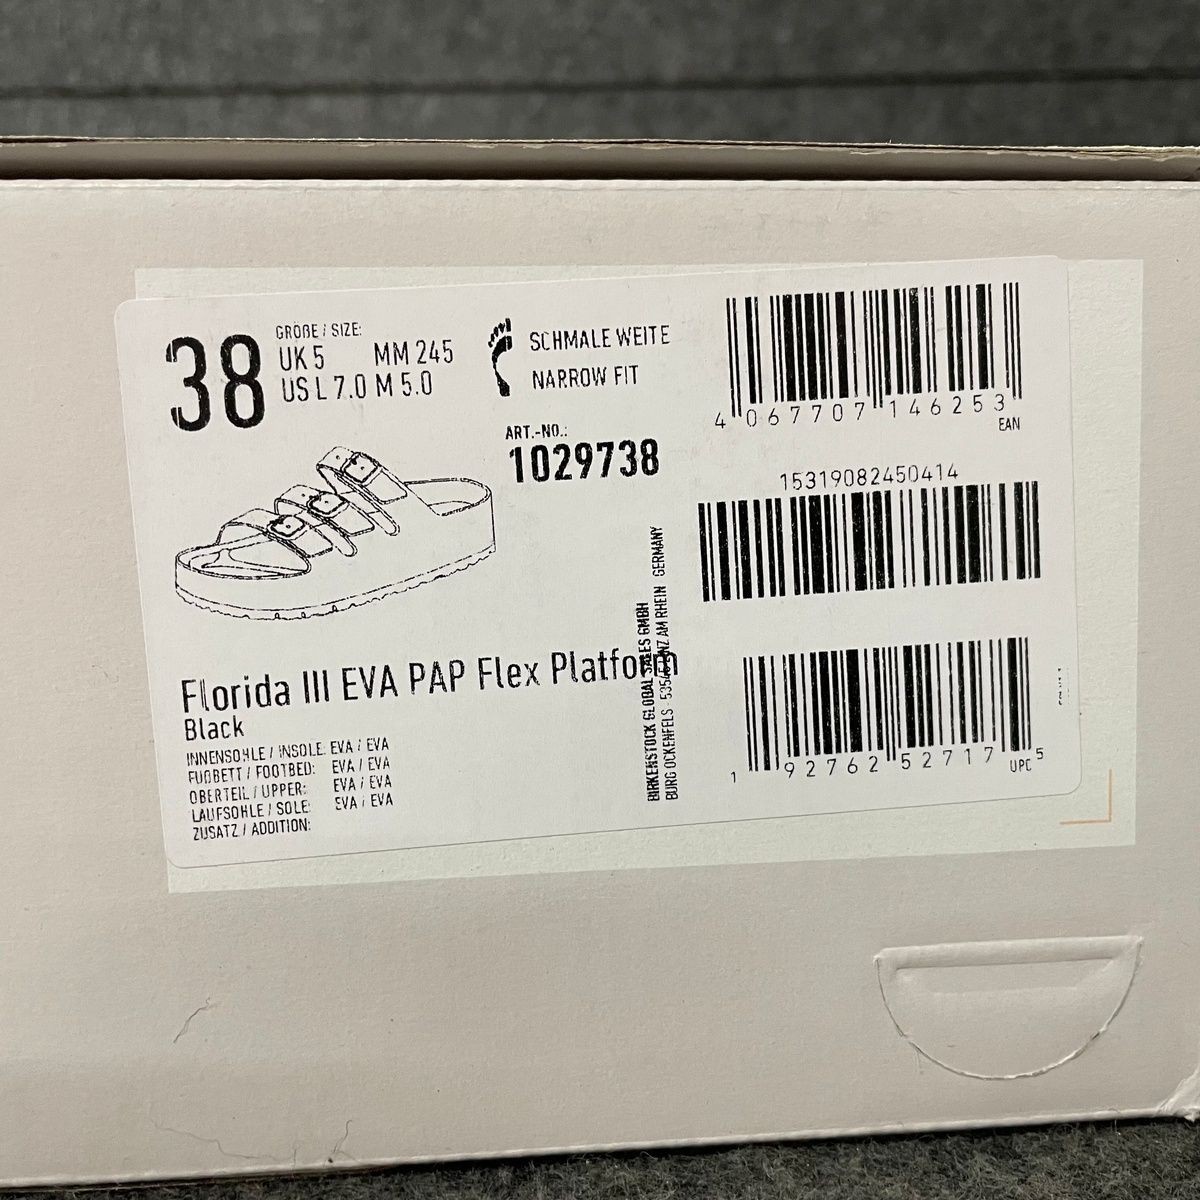 38
GRÖßE / SIZE:
UK 5 MM 245
US L 7.0 M 5.0
SCHMALE WEITE
NARROW FIT
ART.-NO.:
1029738
4 067707 146253
EAN
15319082450414
Florida III EVA PAP Flex Platform
Black
INNENSOHLE / INSOLE: EVA / EVA
FUßBETT / FOOTBED: EVA / EVA
OBERTEIL / UPPER: EVA / EVA
LAUFSOHLE / SOLE: EVA / EVA
ZUSATZ / ADDITION:
BIRKENSTOCK GLOBAL SALES GMBH
BURG OCKENFELS - AM RHEIN GERMANY
1 92762 52717 5
UPC